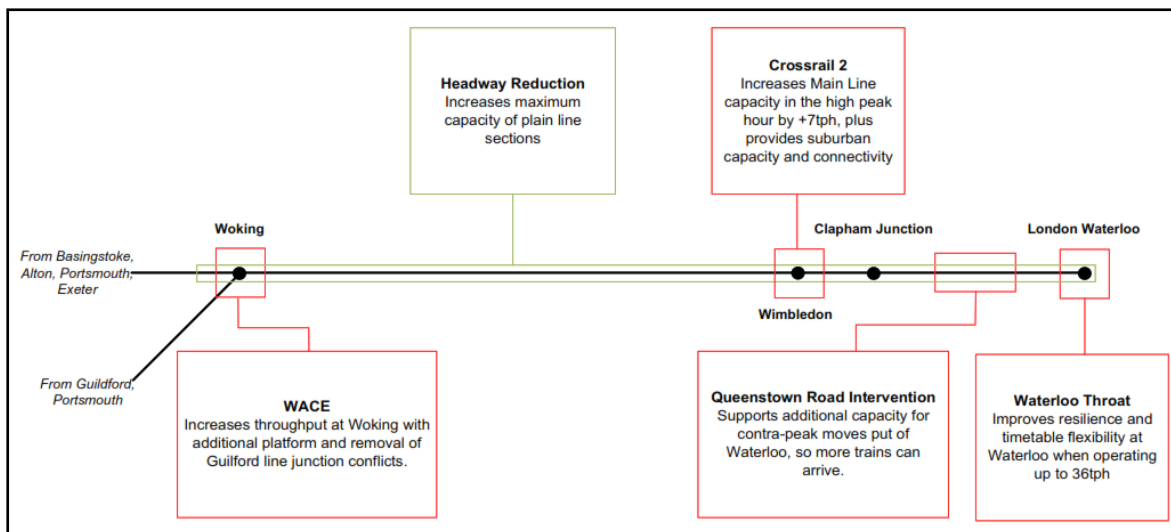 Headway Reduction
Increases maximum
capacity of plain line
sections
Crossrail 2
Increases Main Line
capacity in the high peak
hour by +7tph, plus
provides suburban
capacity and connectivity
Woking
Clapham Junction
London Waterloo
From Basingstoke,
Alton, Portsmouth,
Exeter
Wimbledon
From Guildford,
Portsmouth
WACE
Increases throughput at Woking with
additional platform and removal of
Guilford line junction conflicts.
Queenstown Road Intervention
Supports additional capacity for
contra-peak moves put of
Waterloo, so more trains can
arrive.
Waterloo Throat
Improves resilience and
timetable flexibility at
Waterloo when operating
up to 36tph